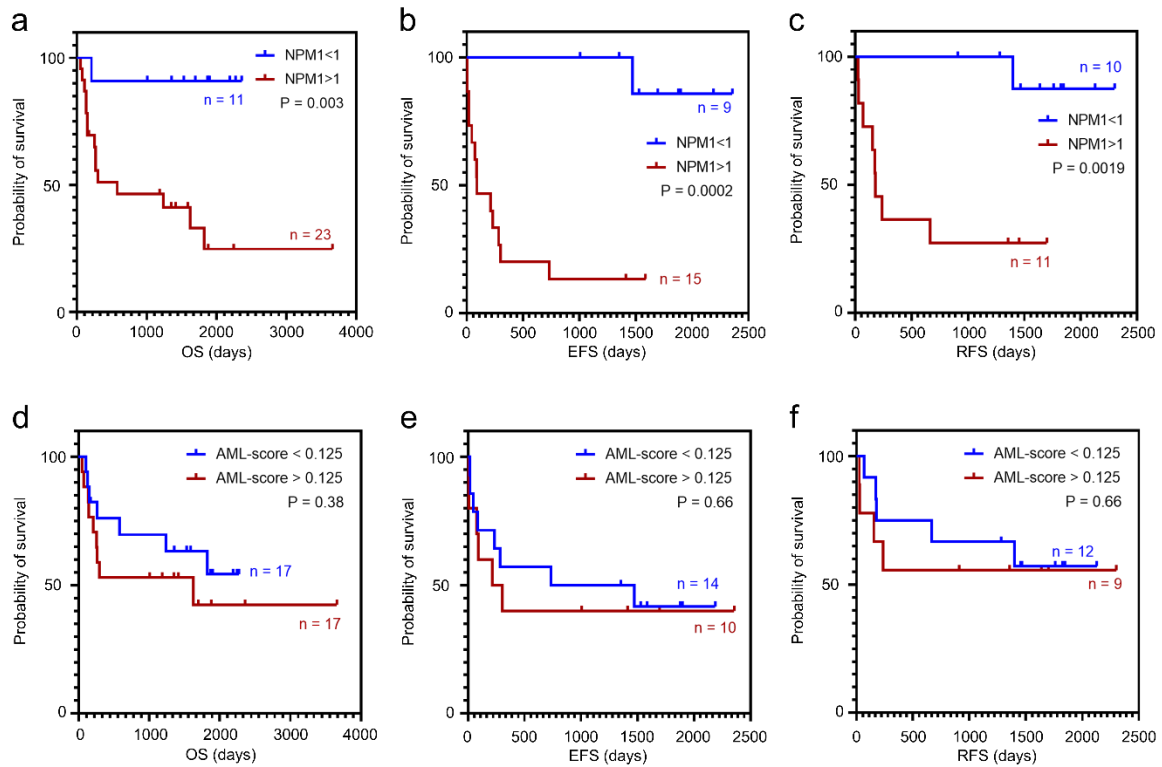 a
Probability of survival
100
50
0
NPM1<1
NPM1>1
P = 0.003
n = 11
n = 23
0 1000 2000 3000 4000
OS (days)
b
Probability of survival
100
50
0
n = 9
NPM1<1
NPM1>1
P = 0.0002
n = 15
0 500 1000 1500 2000 2500
EFS (days)
c
Probability of survival
100
50
0
n = 10
NPM1<1
NPM1>1
P = 0.0019
n = 11
0 500 1000 1500 2000 2500
RFS (days)
d
Probability of survival
100
50
0
AML-score < 0.125
AML-score > 0.125
P = 0.38
n = 17
n = 17
0 1000 2000 3000 4000
OS (days)
e
Probability of survival
100
50
0
AML-score < 0.125
AML-score > 0.125
P = 0.66
n = 14
n = 10
0 500 1000 1500 2000 2500
EFS (days)
f
Probability of survival
100
50
0
AML-score < 0.125
AML-score > 0.125
P = 0.66
n = 12
n = 9
0 500 1000 1500 2000 2500
RFS (days)